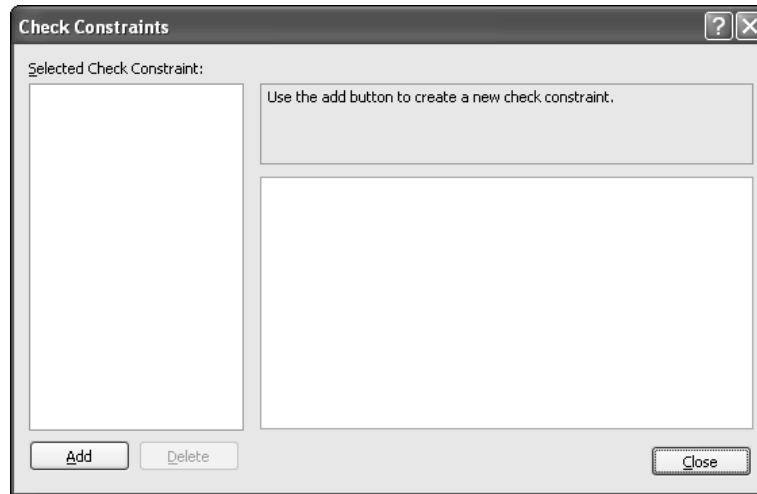 Check Constraints
?
Selected Check Constraint:
Use the add button to create a new check constraint.
Add
Delete
Close